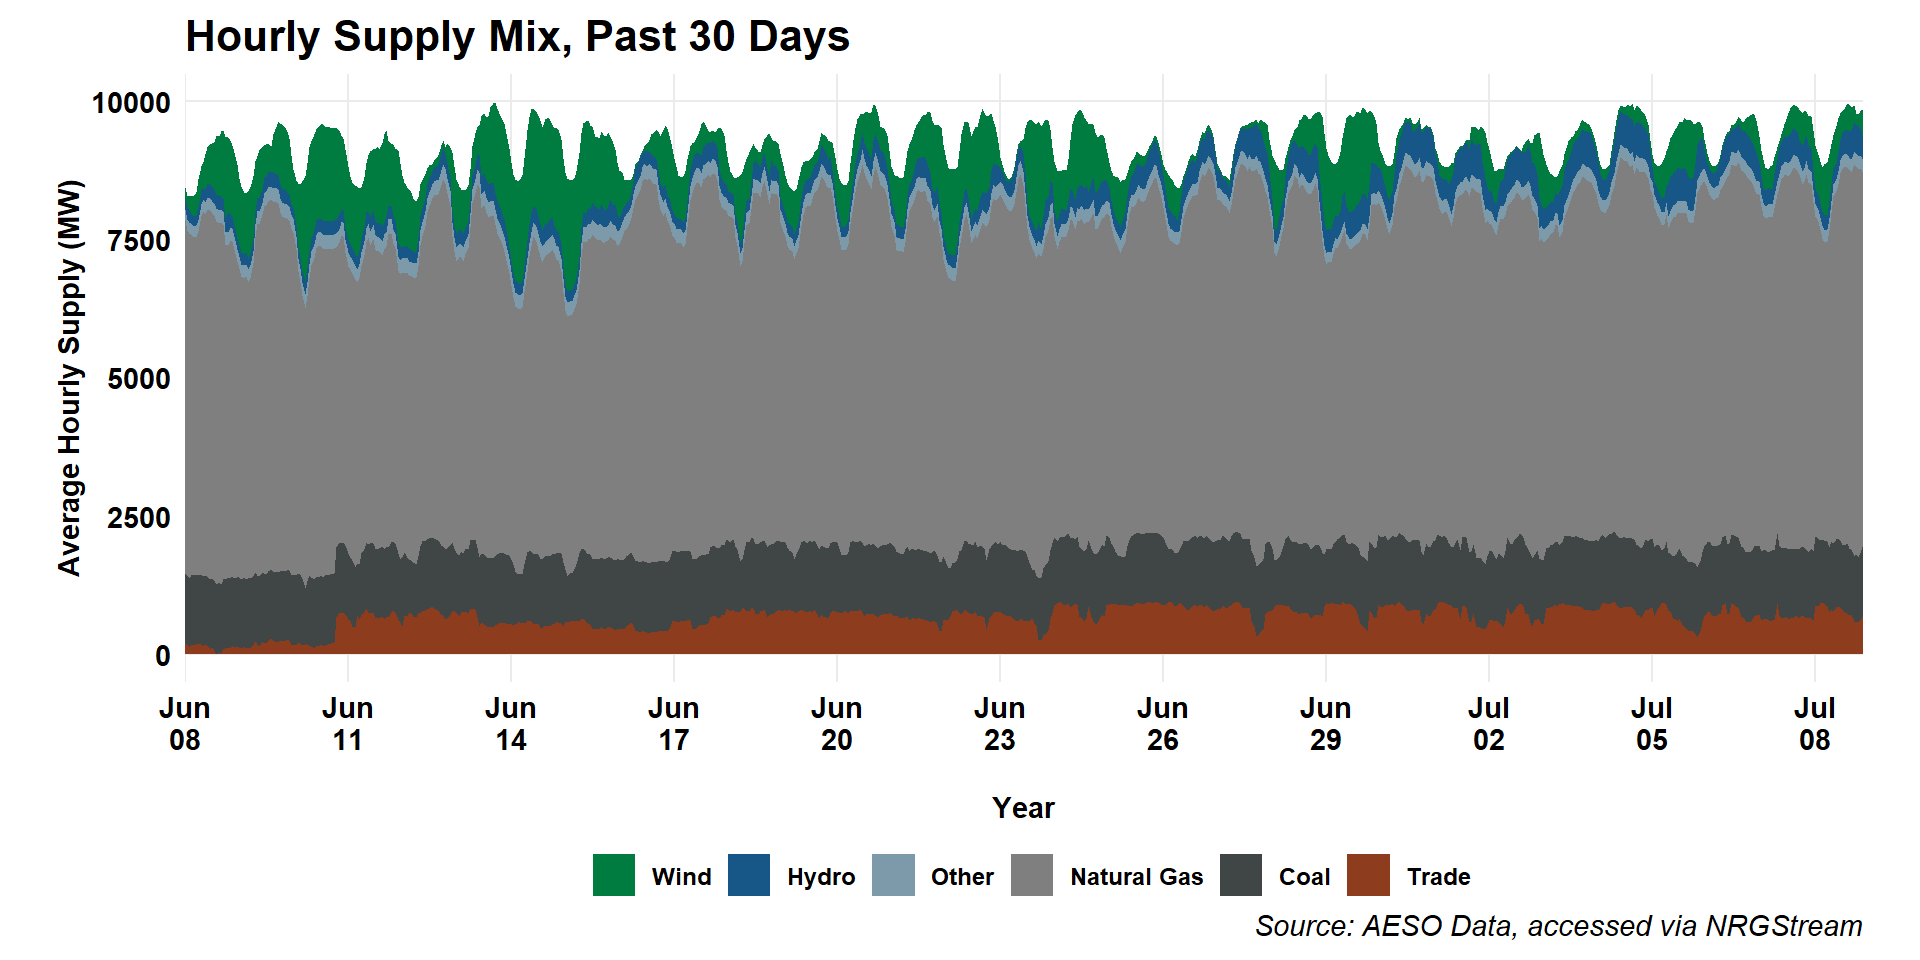 Hourly Supply Mix, Past 30 Days
Average Hourly Supply (MW)
10000
7500
5000
2500
0
Jun 08
Jun 11
Jun 14
Jun 17
Jun 20
Jun 23
Jun 26
Jun 29
Jul 02
Jul 05
Jul 08
Year
Wind Hydro Other Natural Gas Coal Trade
Source: AESO Data, accessed via NRGStream